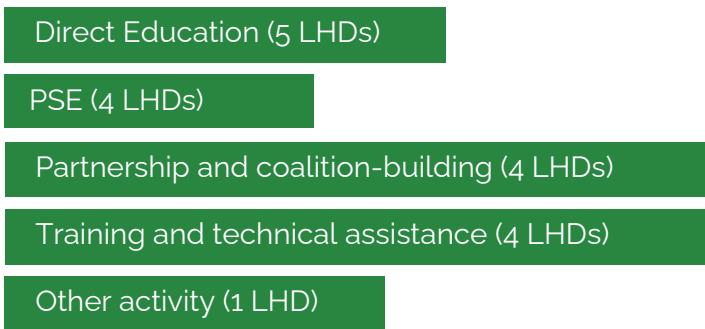 Direct Education (5 LHDs)
PSE (4 LHDs)
Partnership and coalition-building (4 LHDs)
Training and technical assistance (4 LHDs)
Other activity (1 LHD)